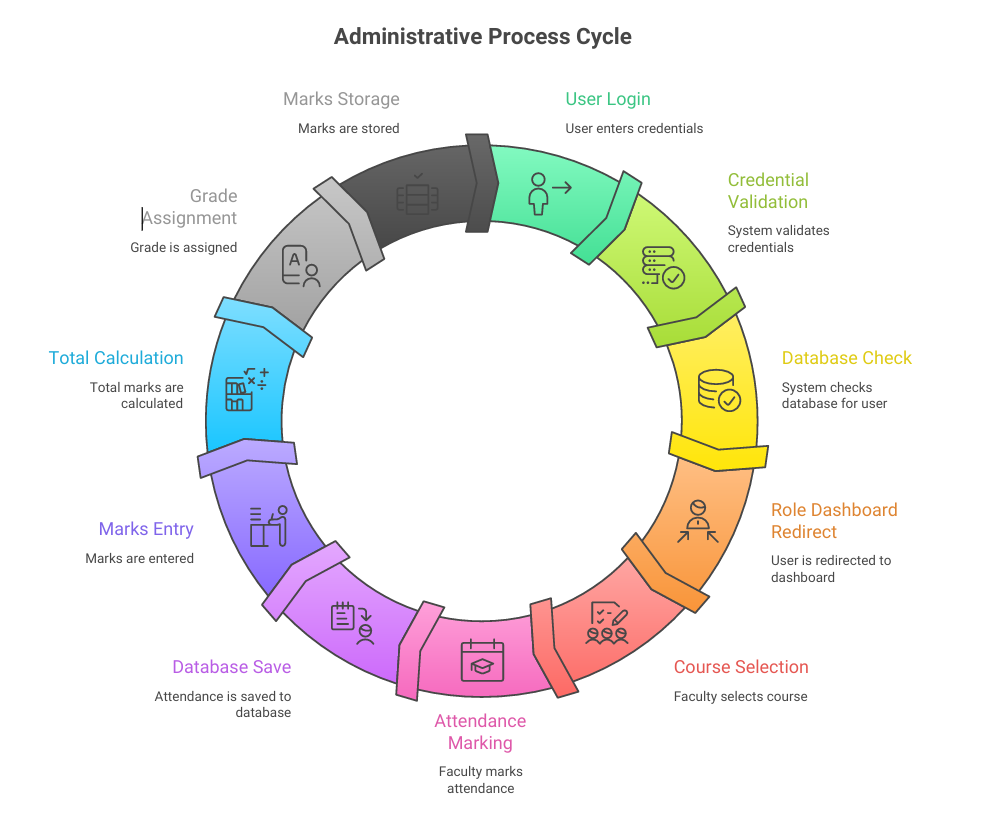 Administrative Process Cycle
Marks Storage
Marks are stored
User Login
User enters credentials
Credential
Validation
System validates
credentials
Database Check
System checks
database for user
Role Dashboard
Redirect
User is redirected to
dashboard
Course Selection
Faculty selects course
Attendance
Marking
Faculty marks
attendance
Database Save
Attendance is saved to
database
Marks Entry
Marks are entered
Total Calculation
Total marks are
calculated
Grade
Assignment
Grade is assigned
A